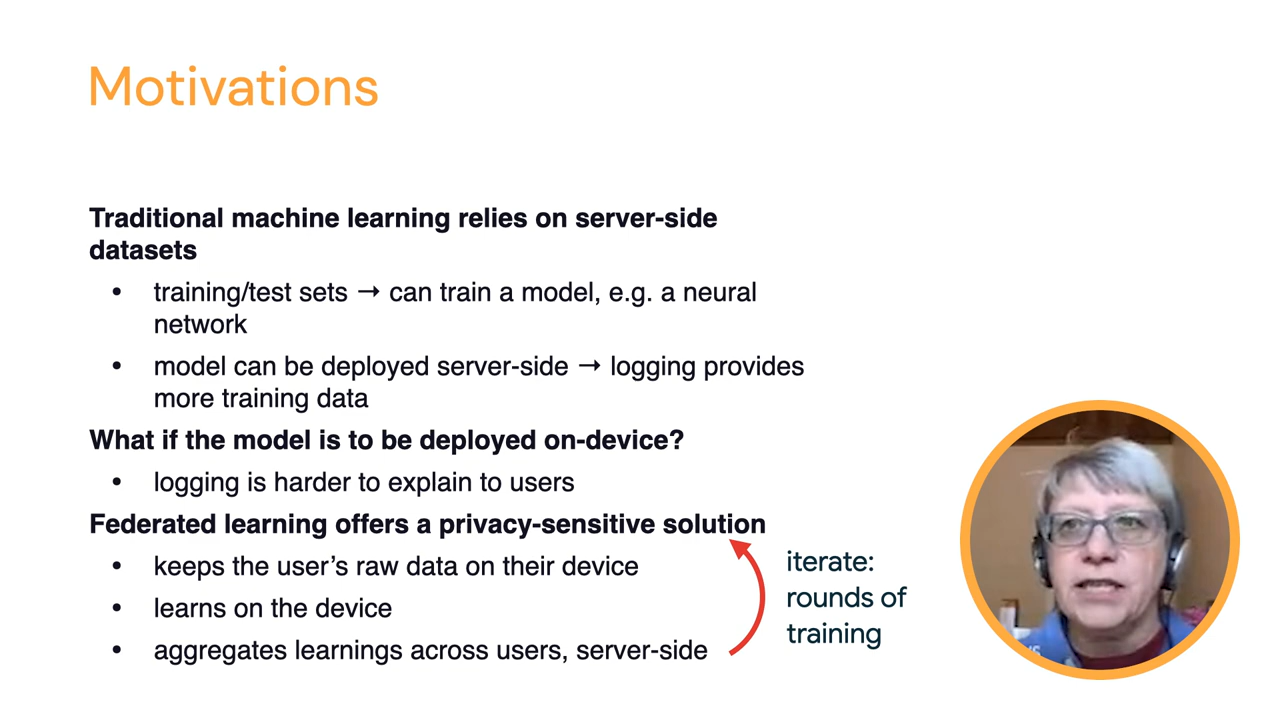 Motivations
Traditional machine learning relies on server-side
datasets
• training/test sets → can train a model, e.g. a neural
network
• model can be deployed server-side → logging provides
more training data
What if the model is to be deployed on-device?
• logging is harder to explain to users
Federated learning offers a privacy-sensitive solution
• keeps the user's raw data on their device
• learns on the device
• aggregates learnings across users, server-side
iterate:
rounds of
training